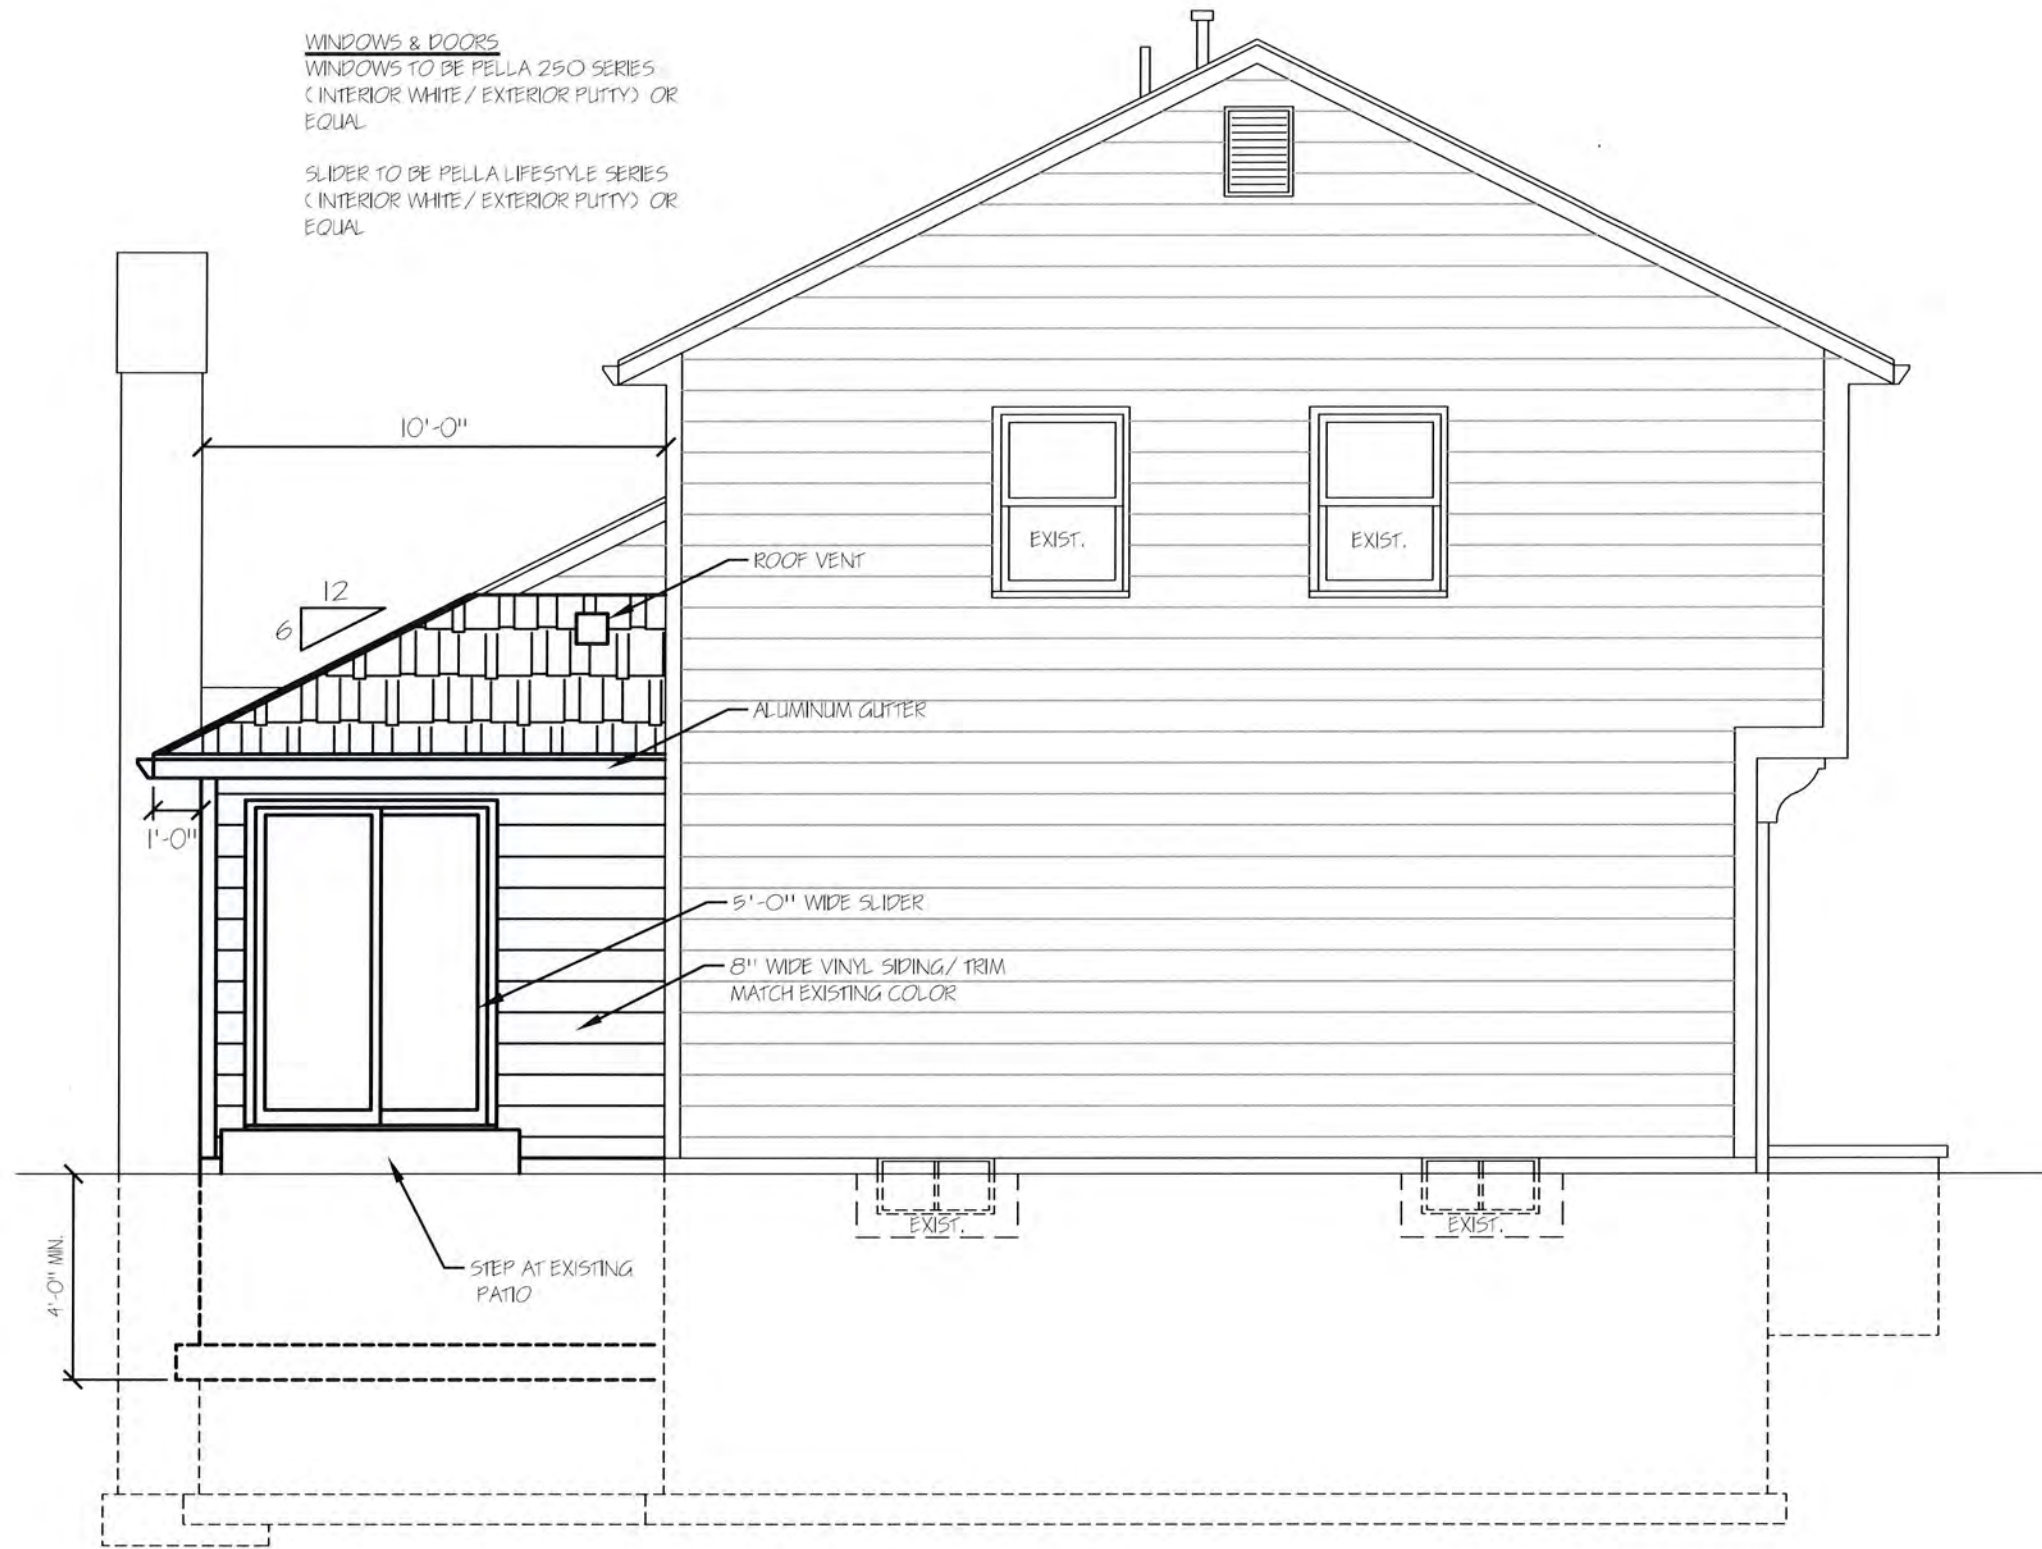 WINDOWS & DOORS
WINDOWS TO BE PELLA 250 SERIES
(INTERIOR WHITE / EXTERIOR PUTTY) OR
EQUAL
SLIDER TO BE PELLA LIFESTYLE SERIES
(INTERIOR WHITE / EXTERIOR PUTTY) OR
EQUAL
10'-0"
EXIST.
EXIST.
ROOF VENT
12
6
ALUMINUM GUTTER
1'-0"
5'-0" WIDE SLIDER
8" WIDE VINYL SIDING/ TRIM
MATCH EXISTING COLOR
EXIST.
EXIST.
4'-0" MIN.
STEP AT EXISTING
PATIO